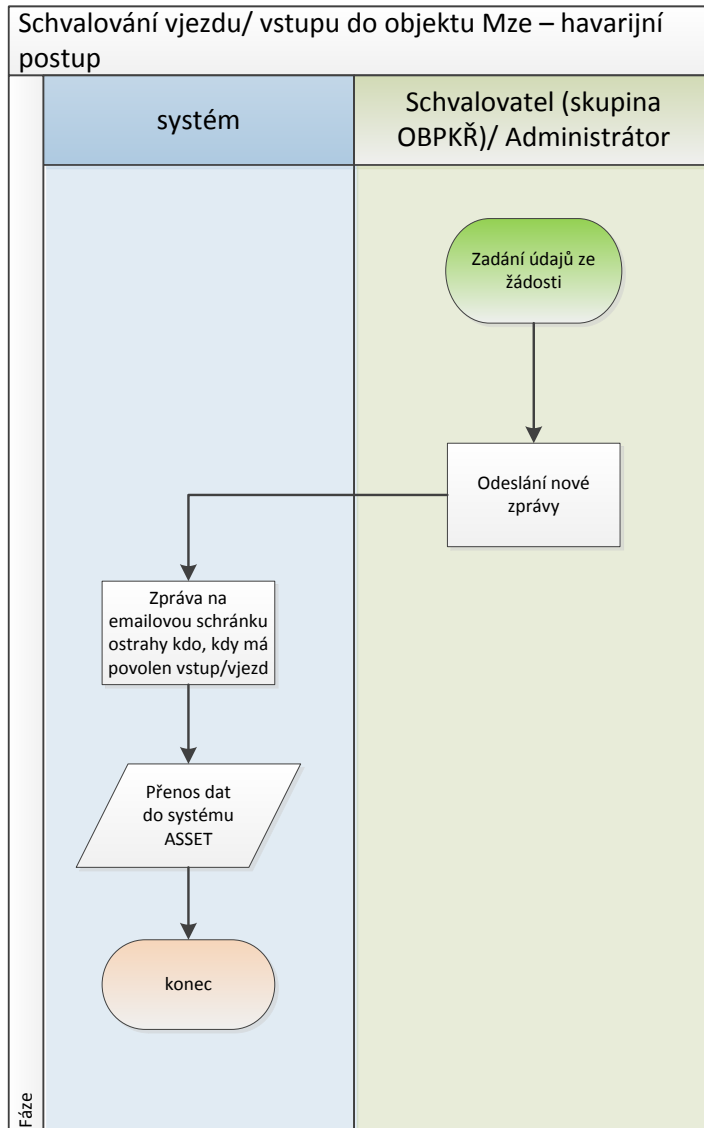 Schvalování vjezdu/ vstupu do objektu Mze – havarijní
postup
systém
Schvalovatel (skupina
OBPKŘ)/ Administrátor
Zadání údajů ze
žádosti
Odeslání nové
zprávy
Zpráva na
emailovou schránku
ostrahy kdo, kdy má
povolen vstup/vjezd
Přenos dat
do systému
ASSET
konec
Fáze